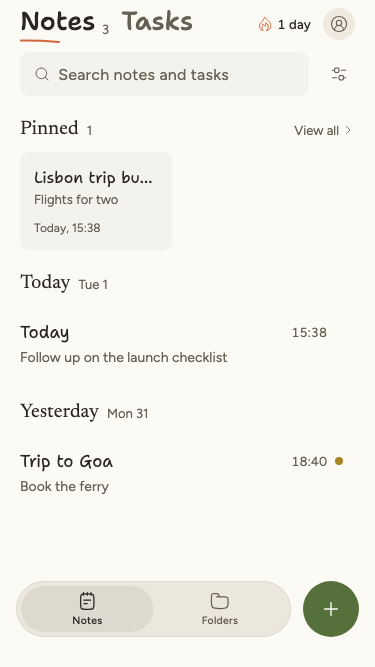 Notes 3 Tasks 1 day
Search notes and tasks
Pinned 1 View all
Lisbon trip bu...
Flights for two
Today, 15:38
Today Tue 1
Today 15:38
Follow up on the launch checklist
Yesterday Mon 31
Trip to Goa 18:40
Book the ferry
Notes Folders